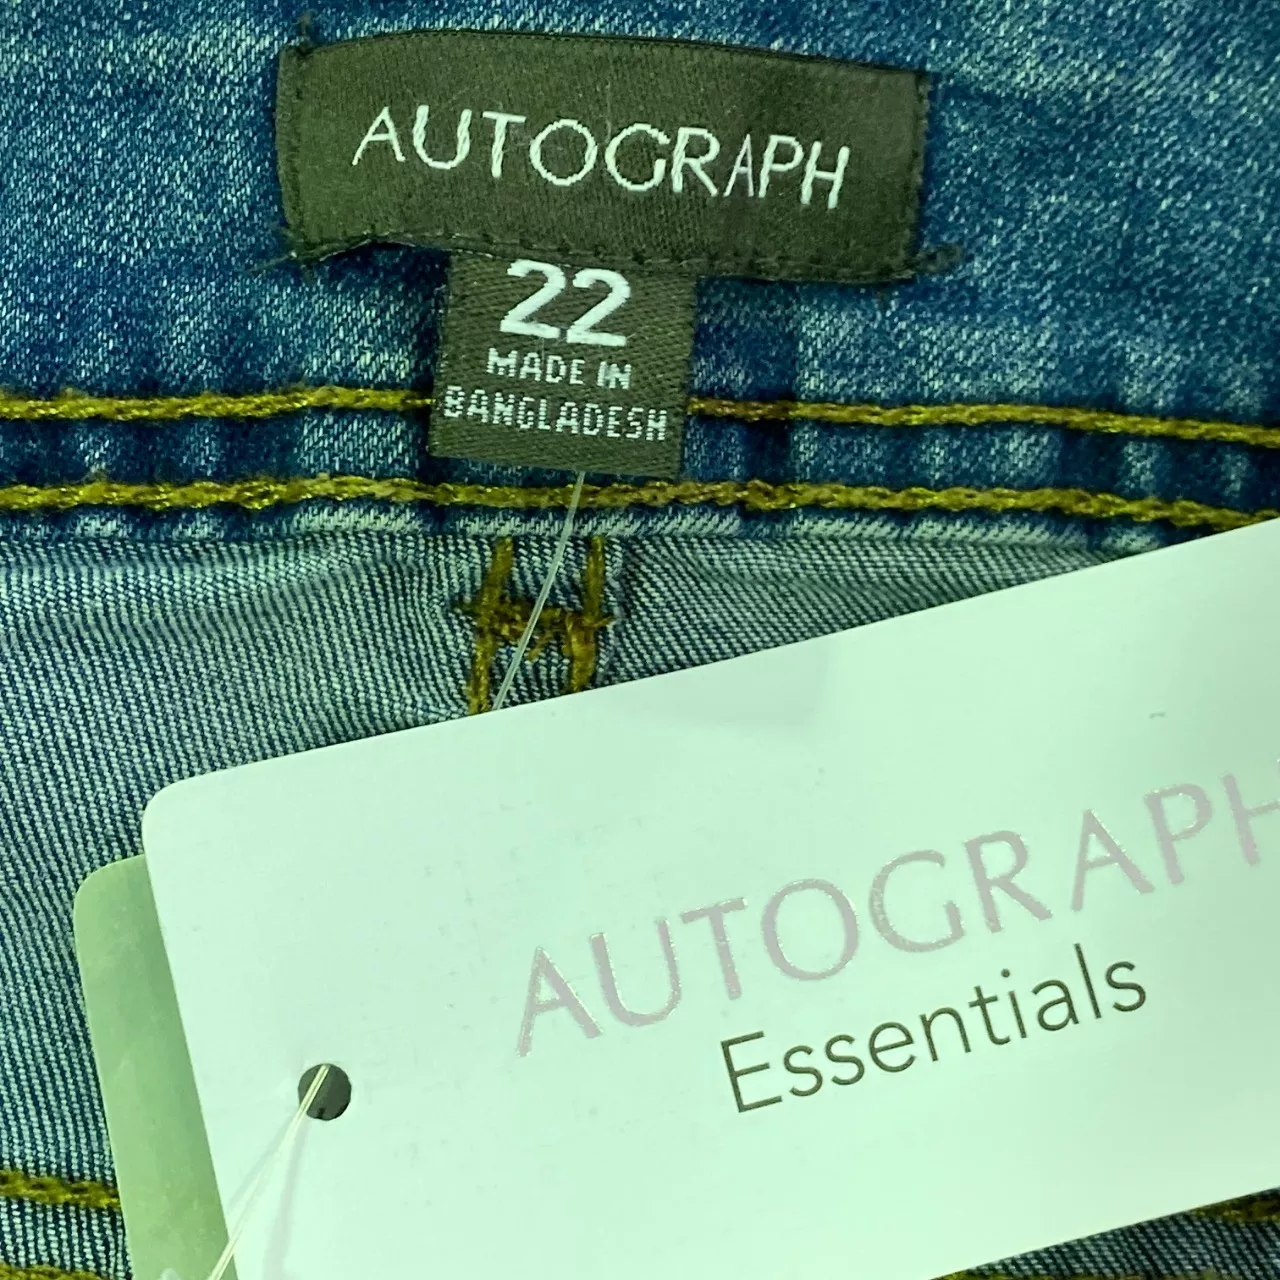 AUTOGRAPH
22
MADE IN
BANGLADESH
AUTOGRAPH
Essentials